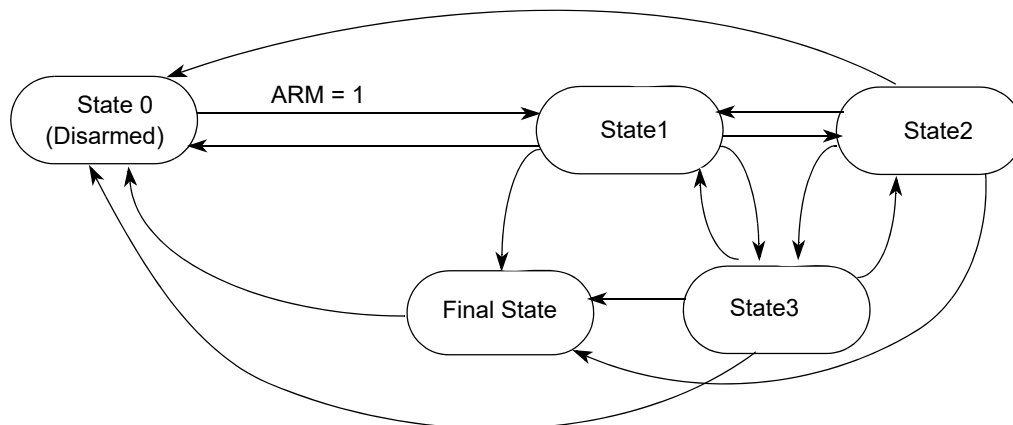 State 0
(Disarmed)
ARM = 1
State1
State2
Final State
State3